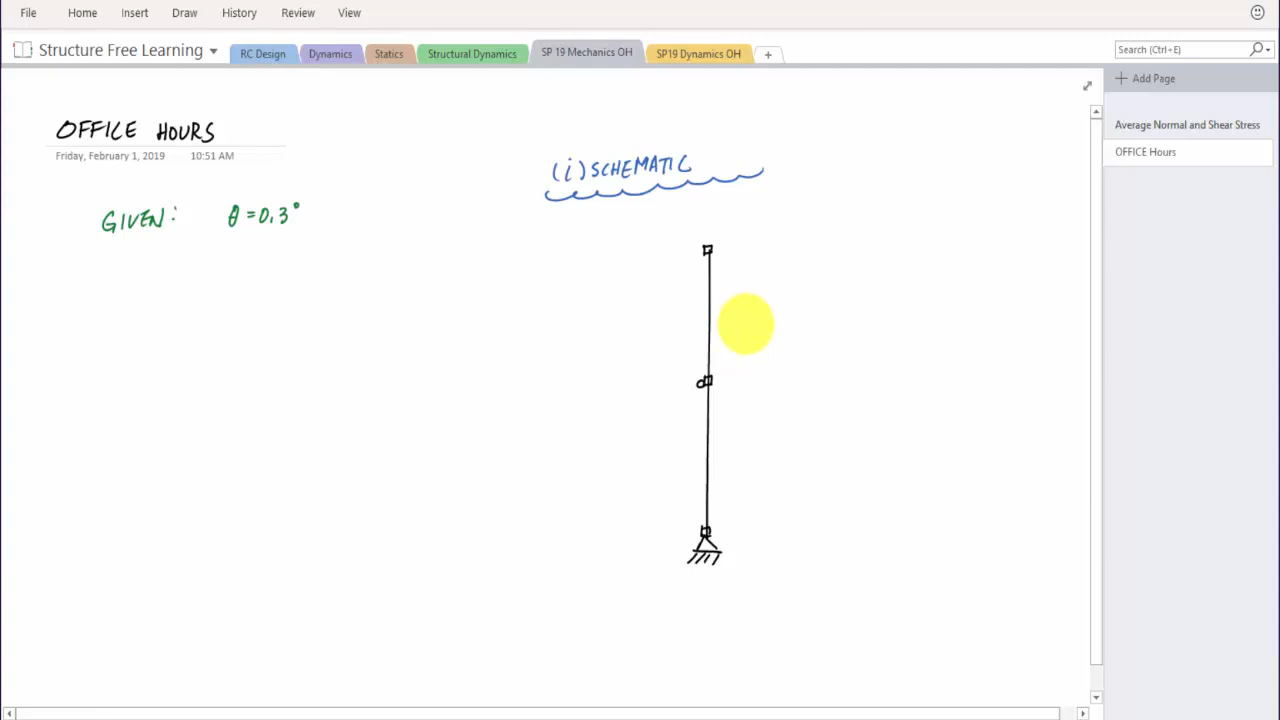 File Home Insert Draw History Review View
Structure Free Learning RC Design Dynamics Statics Structural Dynamics SP 19 Mechanics OH SP19 Dynamics OH + Search (Ctrl+E)
+ Add Page
OFFICE HOURS
Friday, February 1, 2019 10:51 AM
Average Normal and Shear Stress
OFFICE Hours
(i) SCHEMATIC
GIVEN: θ = 0.3°